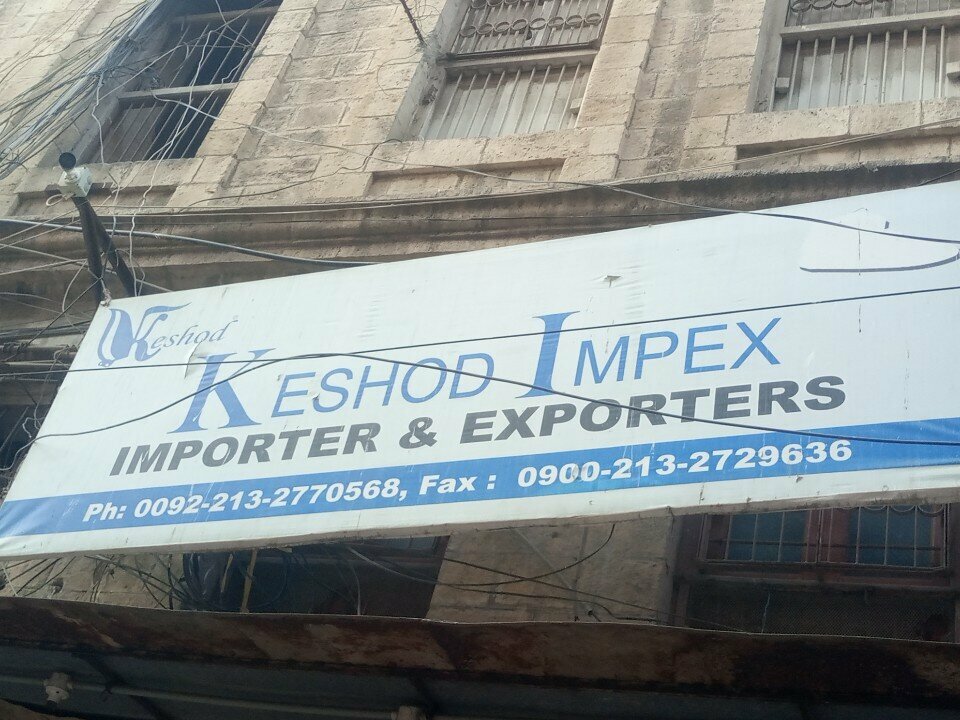 Keshod
KESHOD IMPEX
IMPORTER & EXPORTERS
Ph: 0092-213-2770568, Fax : 0900-213-2729636